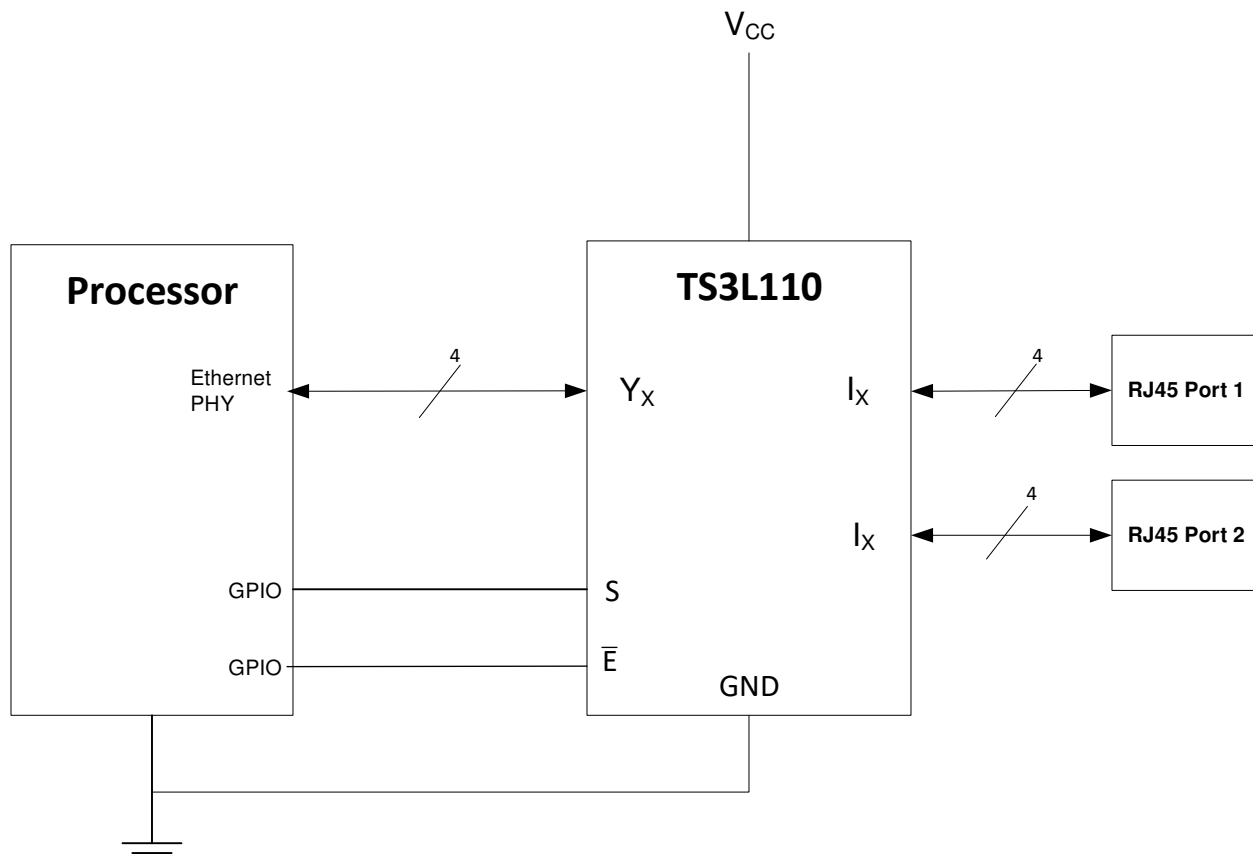 VCC
Processor
TS3L110
4
4
Ethernet
PHY
YX
IX
RJ45 Port 1
4
IX
RJ45 Port 2
GPIO
S
GPIO
E̅
GND